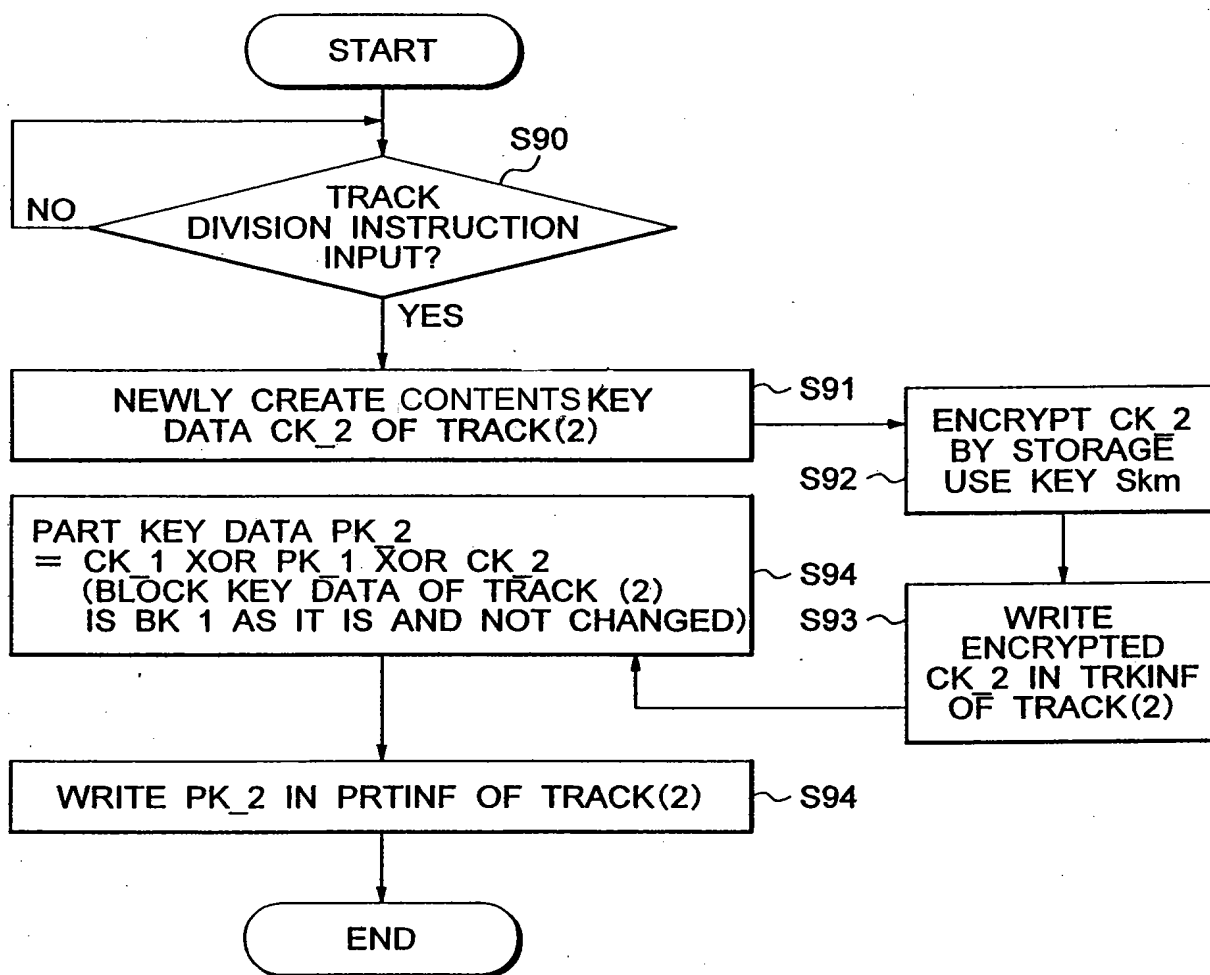 START
S90
TRACK
DIVISION INSTRUCTION
INPUT?
NO
YES
NEWLY CREATE CONTENTS KEY
DATA CK_2 OF TRACK(2)
S91
ENCRYPT CK_2
BY STORAGE
USE KEY Skm
S92
WRITE
ENCRYPTED
CK_2 IN TRKINF
OF TRACK(2)
S93
PART KEY DATA PK_2
= CK_1 XOR PK_1 XOR CK_2
(BLOCK KEY DATA OF TRACK (2)
IS BK 1 AS IT IS AND NOT CHANGED)
S94
WRITE PK_2 IN PRTINF OF TRACK(2)
S94
END